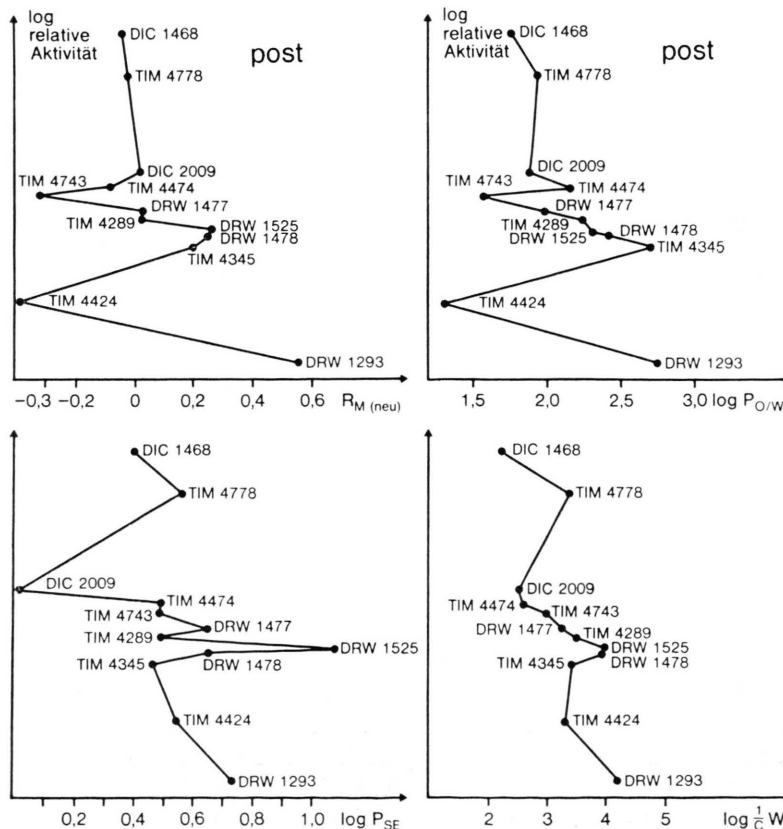 log
relative
Aktivität
post
DIC 1468
TIM 4778
DIC 2009
TIM 4743
TIM 4474
DRW 1477
TIM 4289
DRW 1525
DRW 1478
TIM 4345
TIM 4424
DRW 1293
−0,3 −0,2 0 0,2 0,4 0,6 RM (neu)
log
relative
Aktivität
post
DIC 1468
TIM 4778
DIC 2009
TIM 4743
TIM 4474
DRW 1477
TIM 4289
DRW 1525
DRW 1478
TIM 4345
TIM 4424
DRW 1293
1,5 2,0 2,5 3,0 log PO/W
DIC 1468
TIM 4778
DIC 2009
TIM 4474
TIM 4743
DRW 1477
TIM 4289
DRW 1525
TIM 4345
DRW 1478
TIM 4424
DRW 1293
0,2 0,4 0,6 0,8 1,0 log PSE
DIC 1468
TIM 4778
DIC 2009
TIM 4474
TIM 4743
DRW 1477
TIM 4289
DRW 1525
TIM 4345
DRW 1478
TIM 4424
DRW 1293
2 3 4 5 log 1/C W